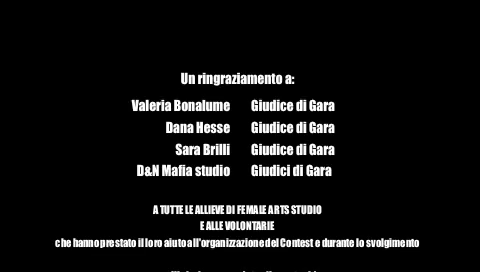 Un ringraziamento a:
Valeria Bonalume Giudice di Gara
Dana Hesse Giudice di Gara
Sara Brilli Giudice di Gara
D&N Mafia studio Giudici di Gara
A TUTTE LE ALLIEVE DI FEMALE ARTS STUDIO
E ALLE VOLONTARIE
che hanno prestato il loro aiuto all'organizzazione del Contest e durante lo svolgimento